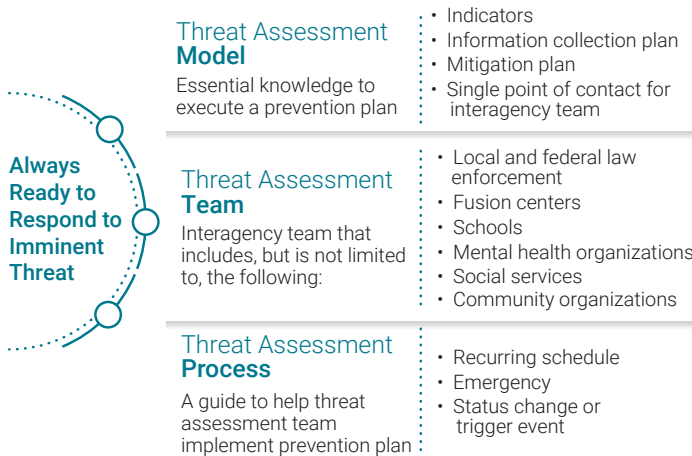 Always
Ready to
Respond to
Imminent
Threat
Threat Assessment
Model
Essential knowledge to
execute a prevention plan
• Indicators
• Information collection plan
• Mitigation plan
• Single point of contact for
interagency team
Threat Assessment
Team
Interagency team that
includes, but is not limited
to, the following:
• Local and federal law
enforcement
• Fusion centers
• Schools
• Mental health organizations
• Social services
• Community organizations
Threat Assessment
Process
A guide to help threat
assessment team
implement prevention plan
• Recurring schedule
• Emergency
• Status change or
trigger event